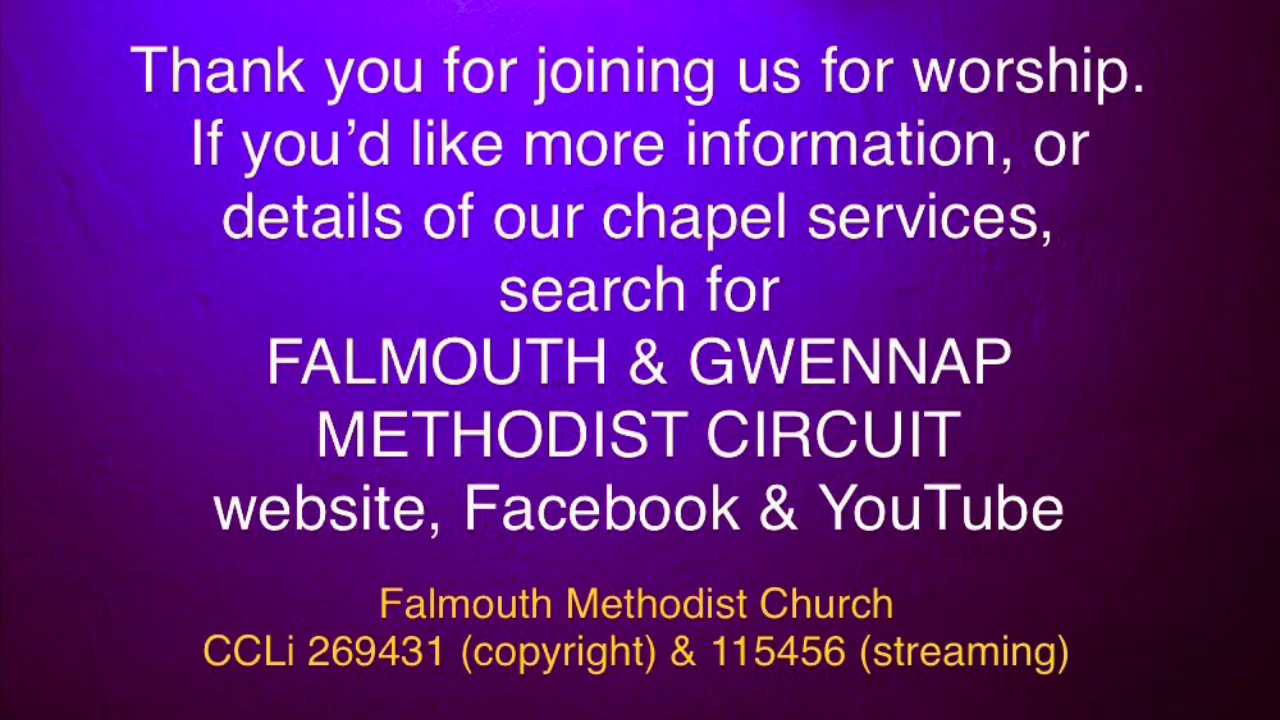 Thank you for joining us for worship.
If you’d like more information, or
details of our chapel services,
search for
FALMOUTH & GWENNAP
METHODIST CIRCUIT
website, Facebook & YouTube
Falmouth Methodist Church
CCLi 269431 (copyright) & 115456 (streaming)